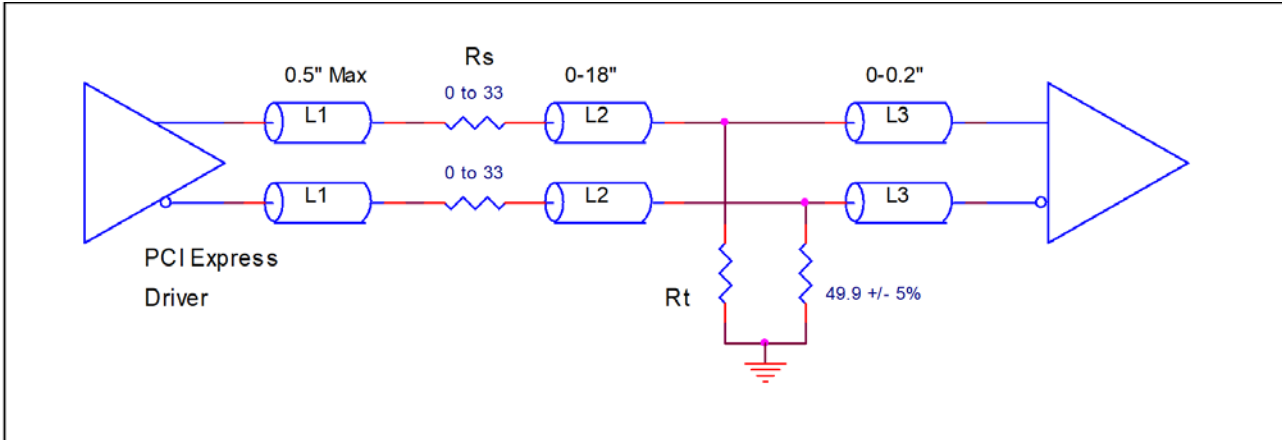 Rs
0.5" Max
0-18"
0-0.2"
0 to 33
L1
L2
L3
0 to 33
L1
L2
L3
PCI Express
Driver
Rt
49.9 +/- 5%